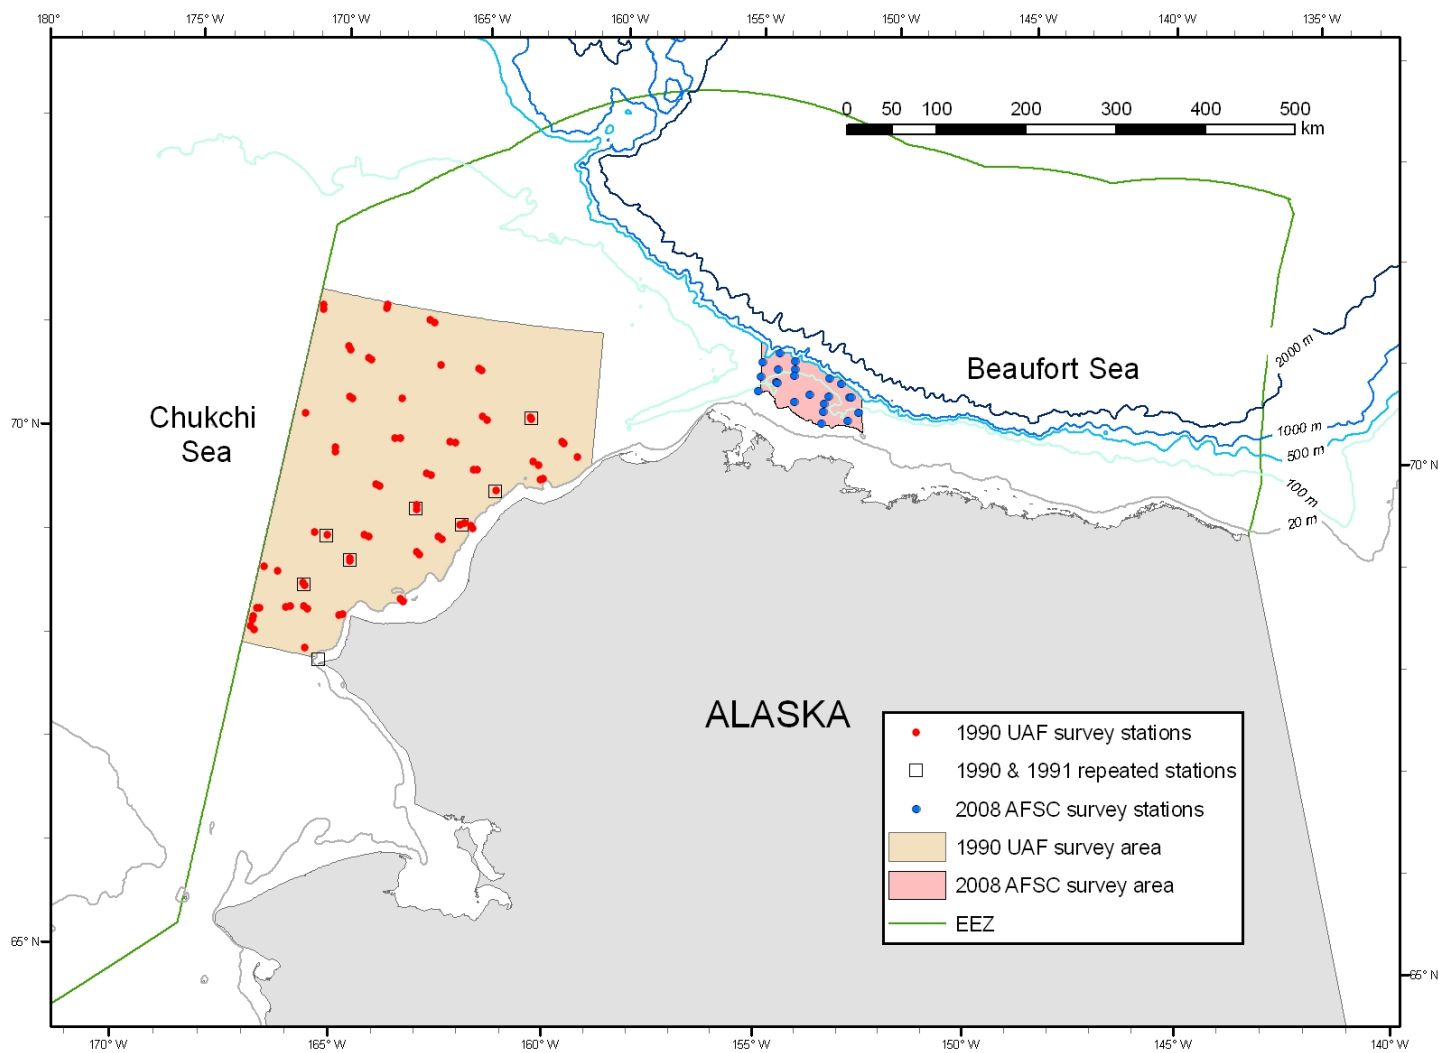 180° 175° W 170° W 165° W 160° W 155° W 150° W 145° W 140° W 135° W
0 50 100 200 300 400 500
km
2000 m
Beaufort Sea
Chukchi
Sea
70° N
1000 m
500 m
70° N
100 m
20 m
ALASKA
1990 UAF survey stations
1990 & 1991 repeated stations
2008 AFSC survey stations
1990 UAF survey area
2008 AFSC survey area
EEZ
65° N
65° N
170° W 165° W 160° W 155° W 150° W 145° W 140° W